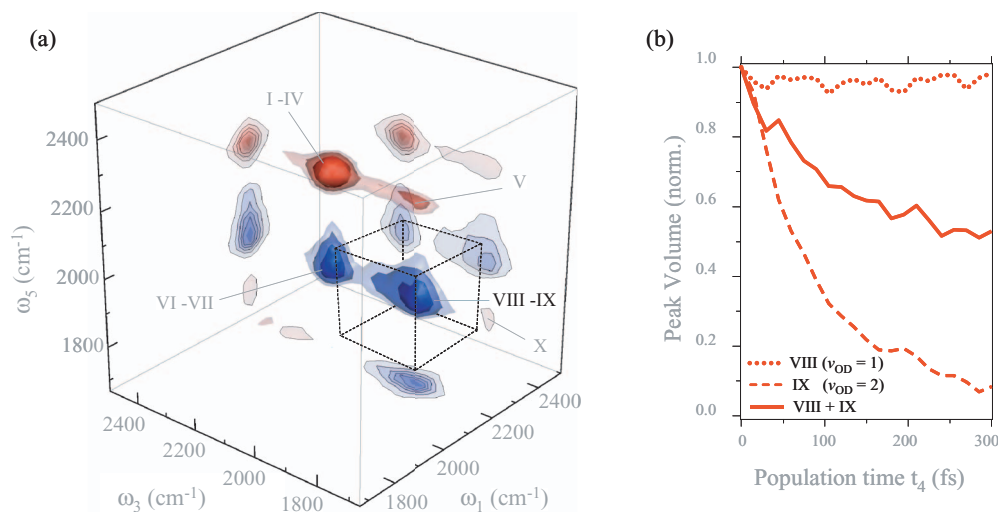 (a)
I -IV
V
VI -VII
VIII -IX
X
ω5 (cm-1)
2400
2200
2000
1800
ω3 (cm-1)
2400
2200
2000
1800
ω1 (cm-1)
1800
2000
2200
2400
(b)
Peak Volume (norm.)
1.0
0.8
0.6
0.4
0.2
0.0
VIII (νOD = 1)
IX (νOD = 2)
VIII + IX
0
100
200
300
Population time t4 (fs)